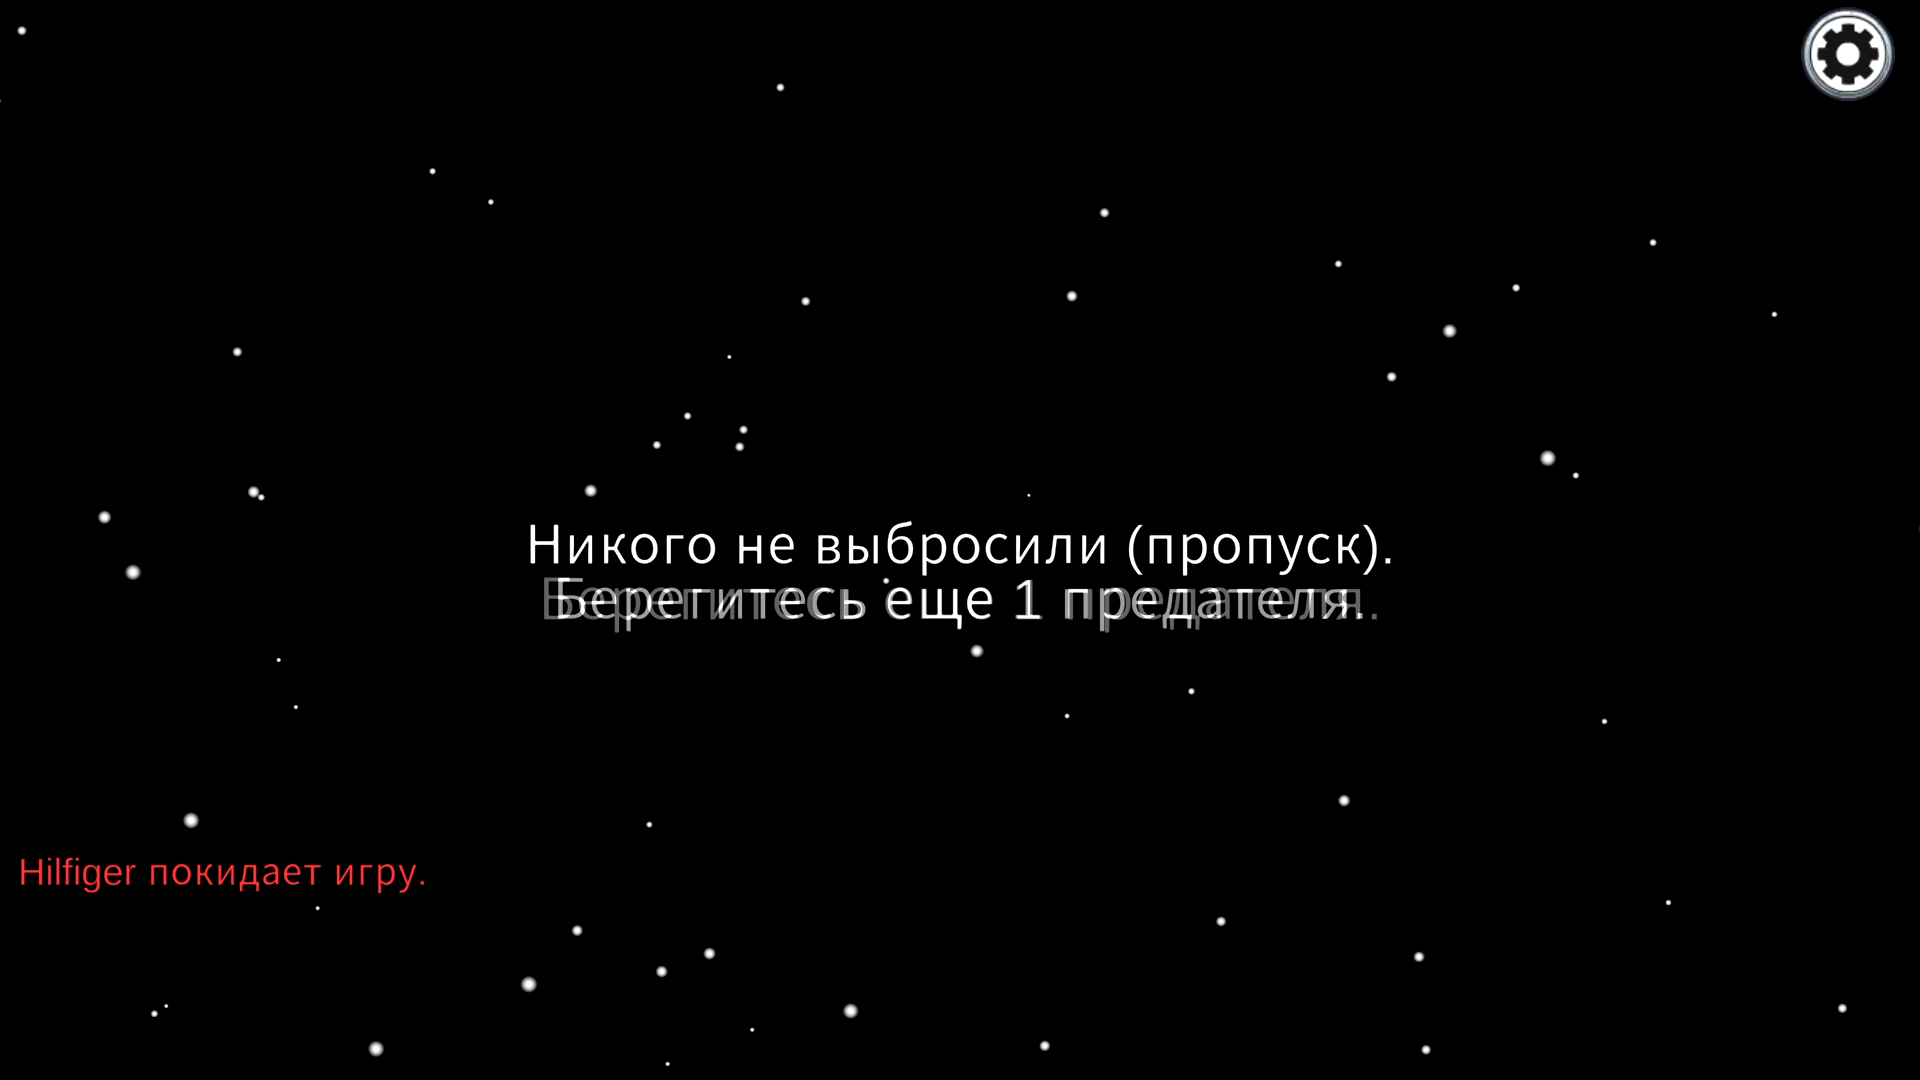 Никого не выбросили (пропуск).
Берегитесь еще 1 предателя.
Hilfiger покидает игру.